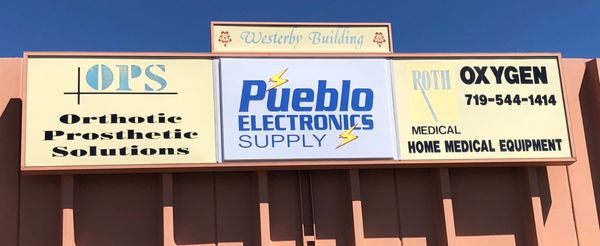 Westerby Building
OPS
Orthotic
Prosthetic
Solutions
Pueblo
ELECTRONICS
SUPPLY
ROTH
MEDICAL
OXYGEN
719-544-1414
HOME MEDICAL EQUIPMENT